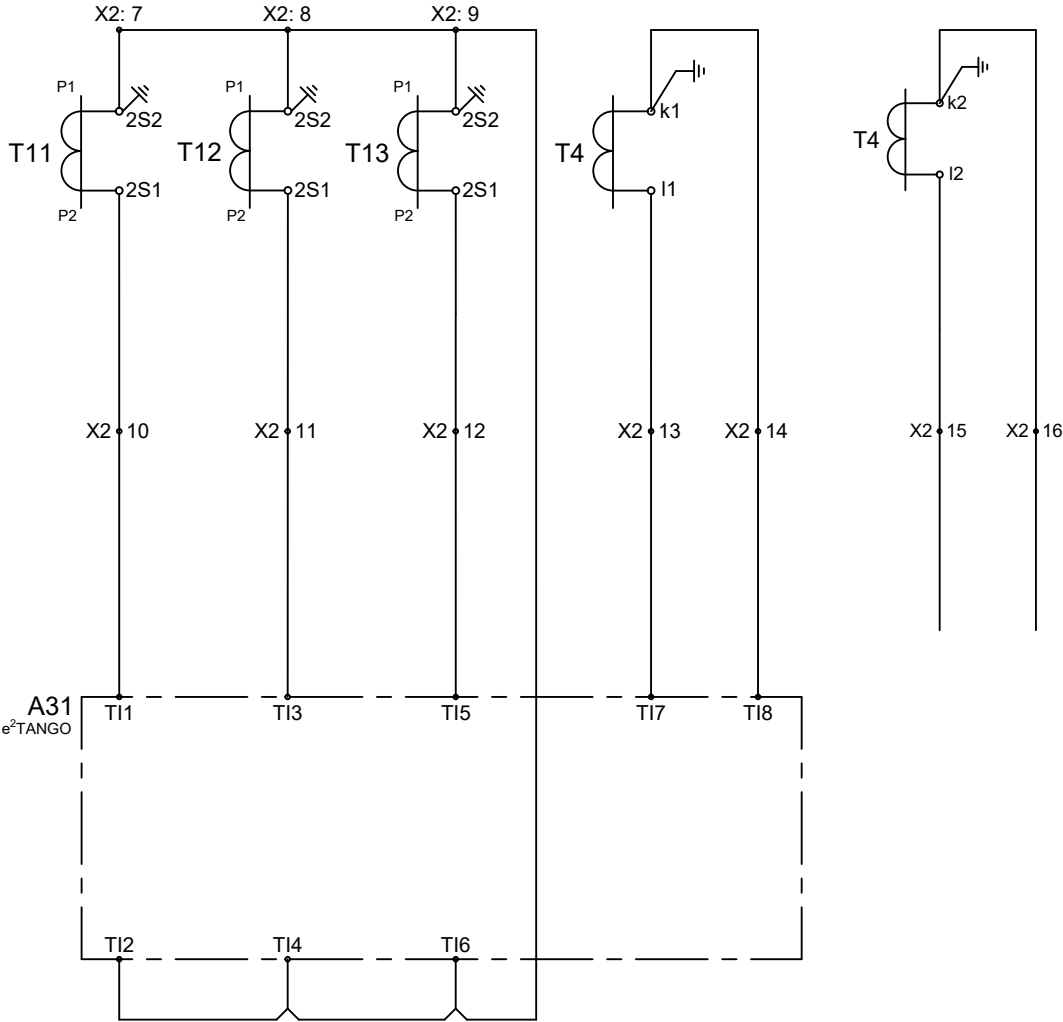 X2: 7
X2: 8
X2: 9
P1
P1
P1
2S2
2S2
2S2
k1
k2
T11
T12
T13
T4
T4
2S1
2S1
2S1
l1
l2
P2
P2
P2
X2 10
X2 11
X2 12
X2 13
X2 14
X2 15
X2 16
A31
e²TANGO
TI1
TI3
TI5
TI7
TI8
TI2
TI4
TI6